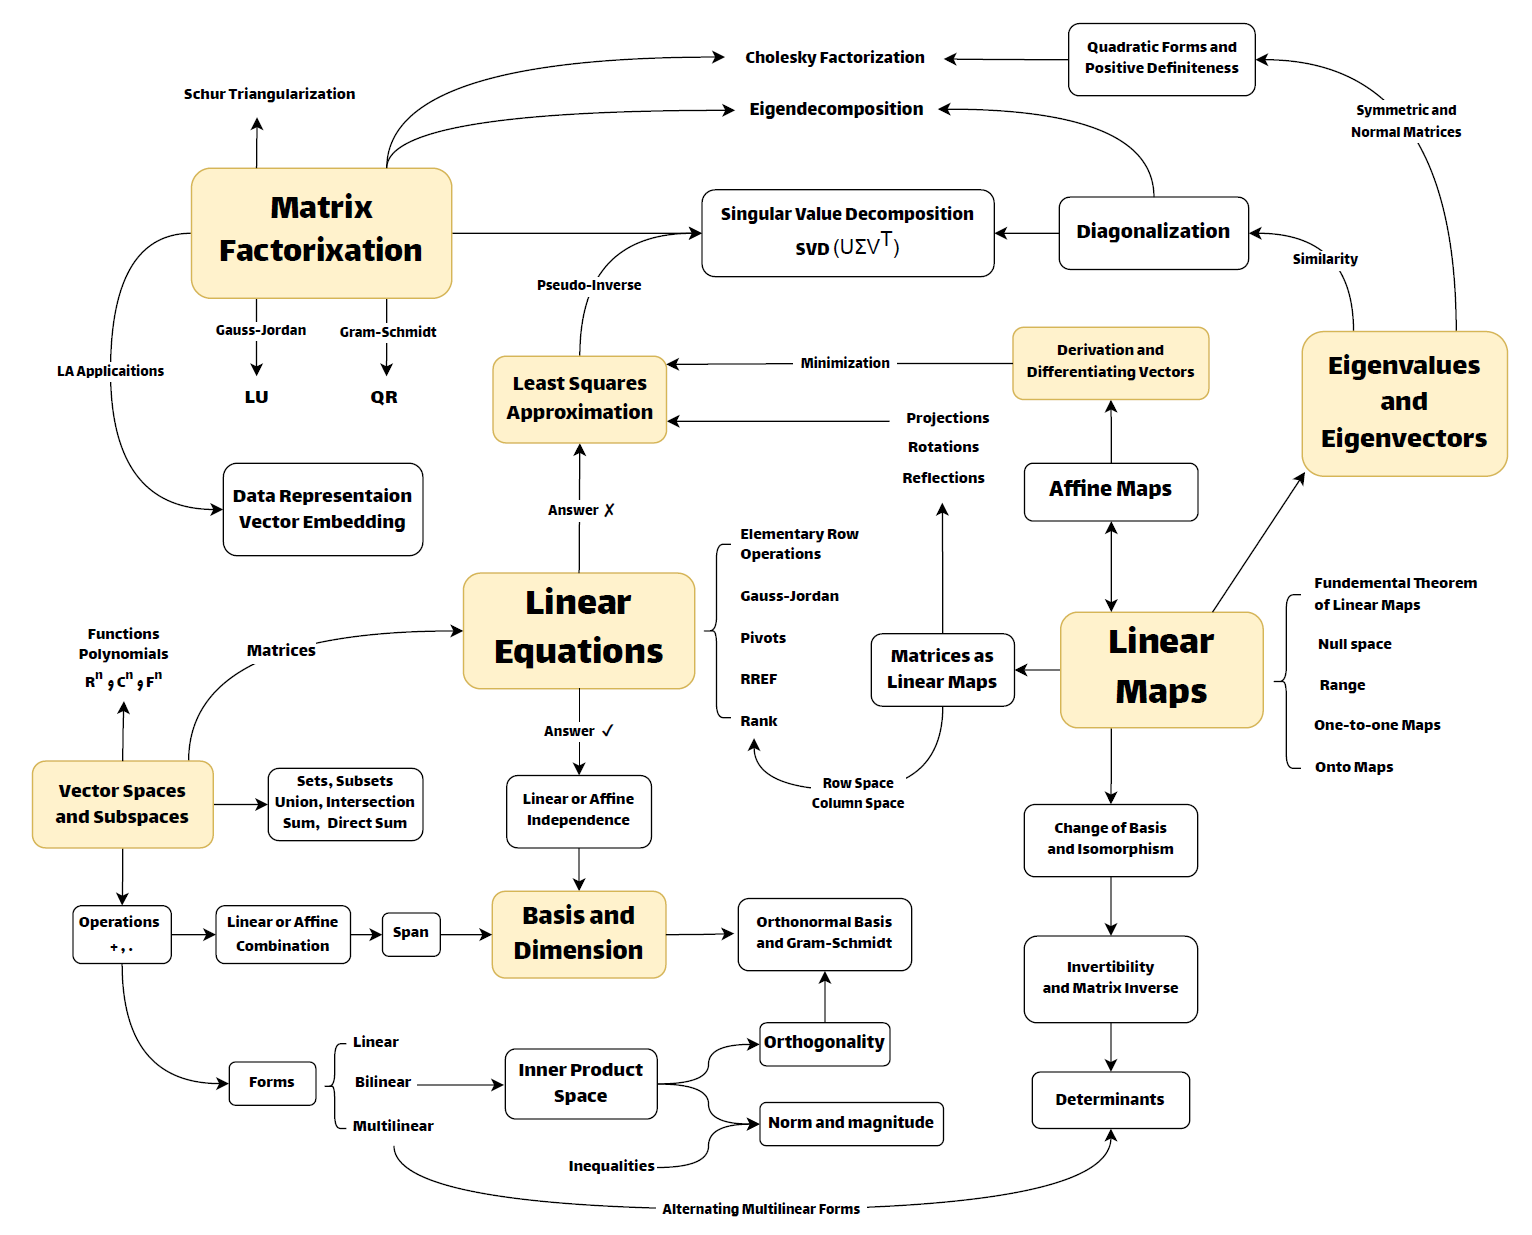 Cholesky Factorization
Quadratic Forms and
Positive Definiteness
Schur Triangularization
Eigendecomposition
Symmetric and
Normal Matrices
Matrix
Factorixation
Singular Value Decomposition
SVD (UΣV^T)
Diagonalization
Similarity
Pseudo-Inverse
Gauss-Jordan
Gram-Schmidt
LA Applicaitions
LU
QR
Least Squares
Approximation
Minimization
Derivation and
Differentiating Vectors
Eigenvalues
and
Eigenvectors
Projections
Rotations
Reflections
Affine Maps
Data Representaion
Vector Embedding
Answer ✗
Elementary Row
Operations
Gauss-Jordan
Pivots
RREF
Rank
Linear
Equations
Matrices as
Linear Maps
Linear
Maps
Fundemental Theorem
of Linear Maps
Null space
Range
One-to-one Maps
Onto Maps
Functions
Polynomials
R^n , C^n , F^n
Matrices
Answer ✓
Row Space
Column Space
Vector Spaces
and Subspaces
Sets, Subsets
Union, Intersection
Sum, Direct Sum
Linear or Affine
Independence
Change of Basis
and Isomorphism
Operations
+ , .
Linear or Affine
Combination
Span
Basis and
Dimension
Orthonormal Basis
and Gram-Schmidt
Invertibility
and Matrix Inverse
Forms
Linear
Bilinear
Multilinear
Inner Product
Space
Orthogonality
Norm and magnitude
Inequalities
Determinants
Alternating Multilinear Forms